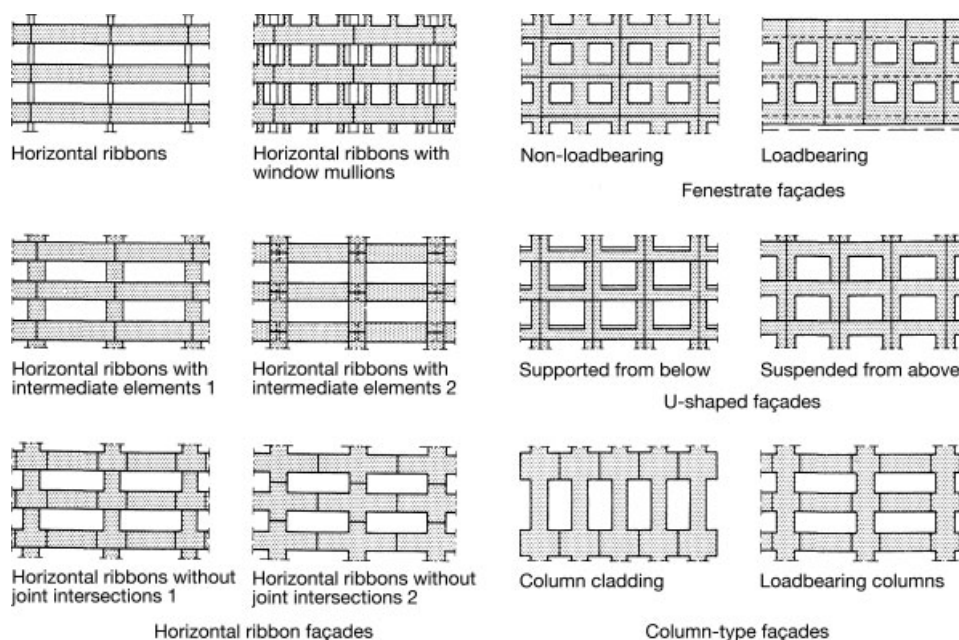 Horizontal ribbons
Horizontal ribbons with
window mullions
Non-loadbearing
Loadbearing
Fenestrate façades
Horizontal ribbons with
intermediate elements 1
Horizontal ribbons with
intermediate elements 2
Supported from below
Suspended from above
U-shaped façades
Horizontal ribbons without
joint intersections 1
Horizontal ribbons without
joint intersections 2
Column cladding
Loadbearing columns
Horizontal ribbon façades
Column-type façades